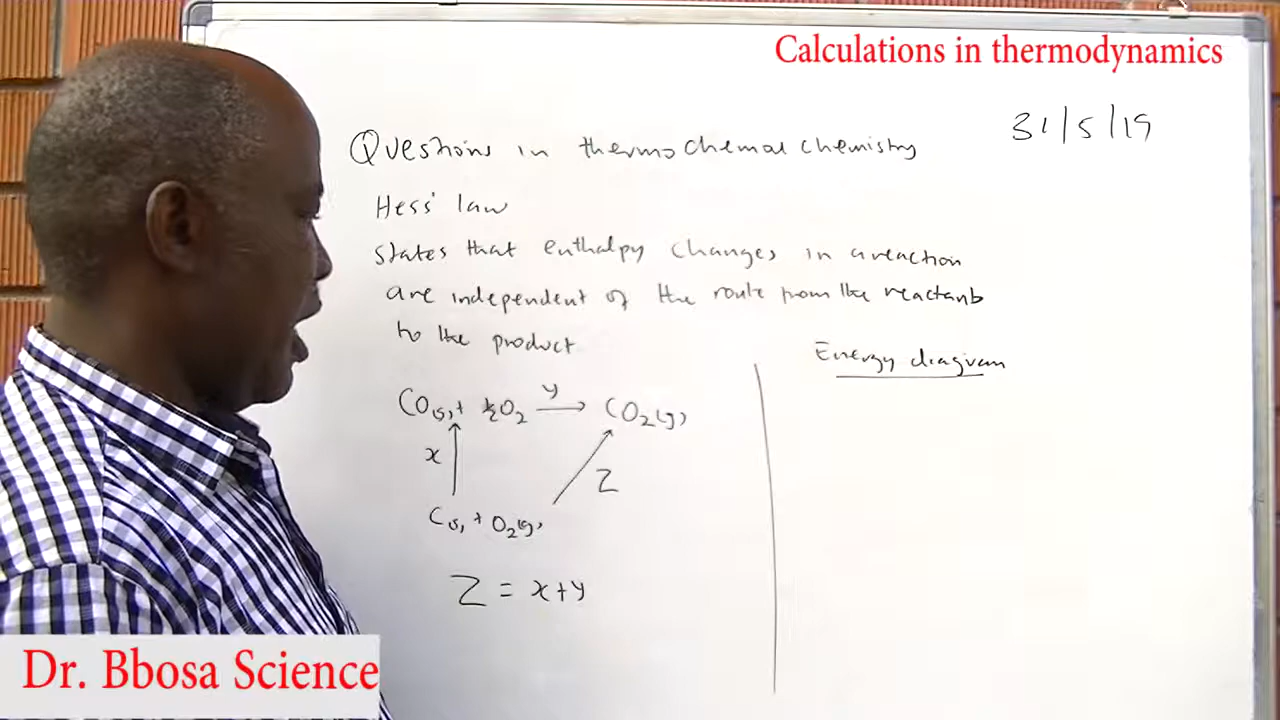 Calculations in thermodynamics
31/5/19
Questions in thermochemal chemistry
Hess' law
states that enthalpy changes in a reaction
are independent of the route from the reactants
to the product
Energy diagram
CO(s) + ½O2 y→ CO2(g)
x
Z
C(s) + O2(g)
Z = x+y
Dr. Bbosa Science